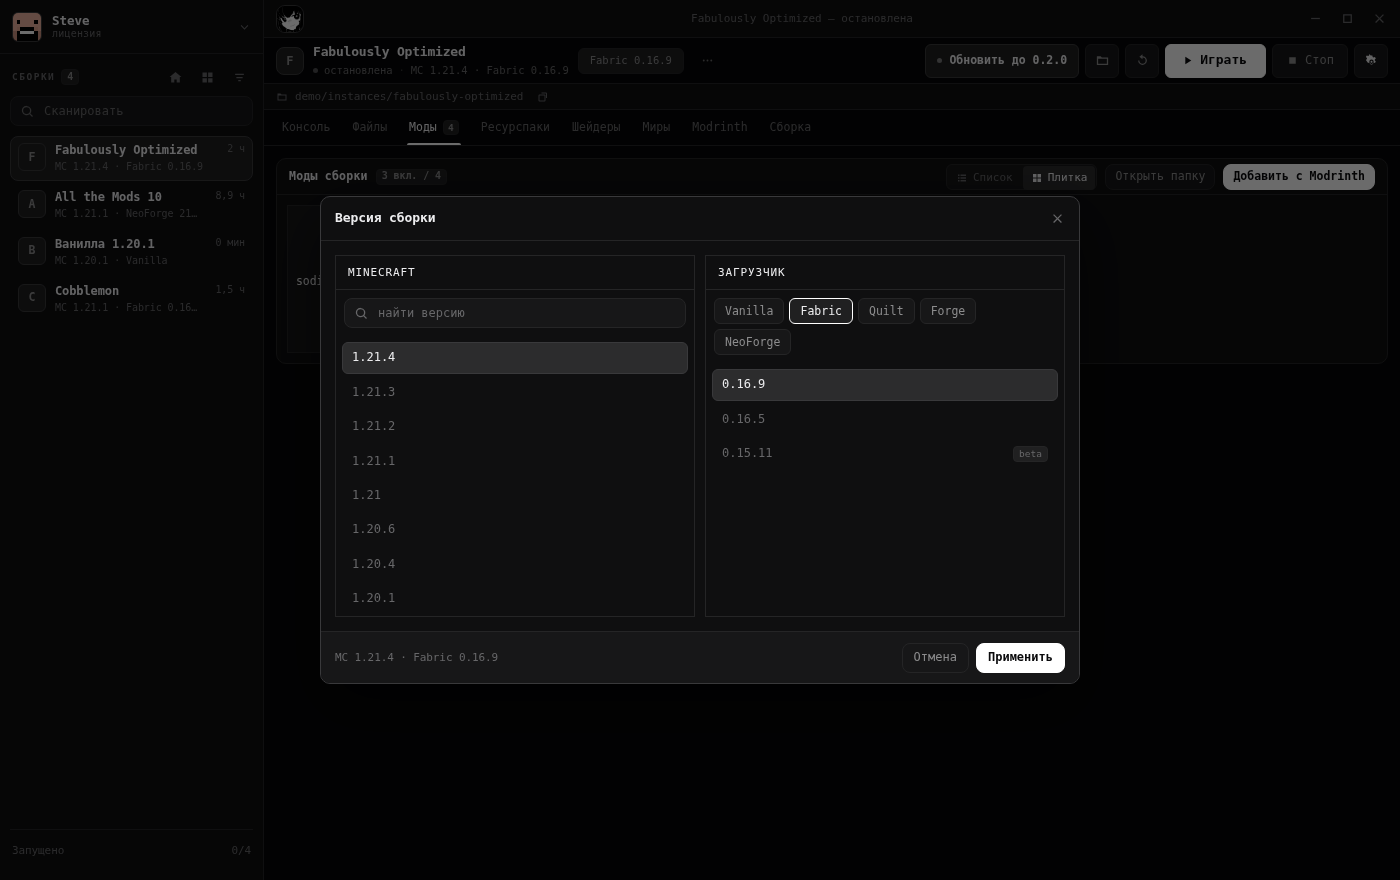 Steve
лицензия
СБОРКИ 4
Сканировать
F
Fabulously Optimized
2 ч
MC 1.21.4 · Fabric 0.16.9
A
All the Mods 10
8,9 ч
MC 1.21.1 · NeoForge 21…
В
Ванилла 1.20.1
0 мин
MC 1.20.1 · Vanilla
C
Cobblemon
1,5 ч
MC 1.21.1 · Fabric 0.16…
Запущено
0/4
Fabulously Optimized — остановлена
F
Fabulously Optimized
остановлена · MC 1.21.4 · Fabric 0.16.9
Fabric 0.16.9
Обновить до 0.2.0
Играть
Стоп
demo/instances/fabulously-optimized
Консоль
Файлы
Моды 4
Ресурспаки
Шейдеры
Миры
Modrinth
Сборка
Моды сборки
3 вкл. / 4
Список
Плитка
Открыть папку
Добавить с Modrinth
Версия сборки
MINECRAFT
найти версию
1.21.4
1.21.3
1.21.2
1.21.1
1.21
1.20.6
1.20.4
1.20.1
ЗАГРУЗЧИК
Vanilla
Fabric
Quilt
Forge
NeoForge
0.16.9
0.16.5
0.15.11
beta
MC 1.21.4 · Fabric 0.16.9
Отмена
Применить